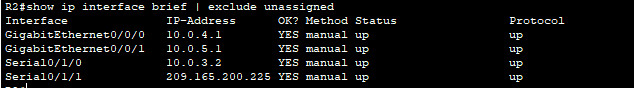 R2#show ip interface brief | exclude unassigned
Interface IP-Address OK? Method Status Protocol
GigabitEthernet0/0/0 10.0.4.1 YES manual up up
GigabitEthernet0/0/1 10.0.5.1 YES manual up up
Serial0/1/0 10.0.3.2 YES manual up up
Serial0/1/1 209.165.200.225 YES manual up up